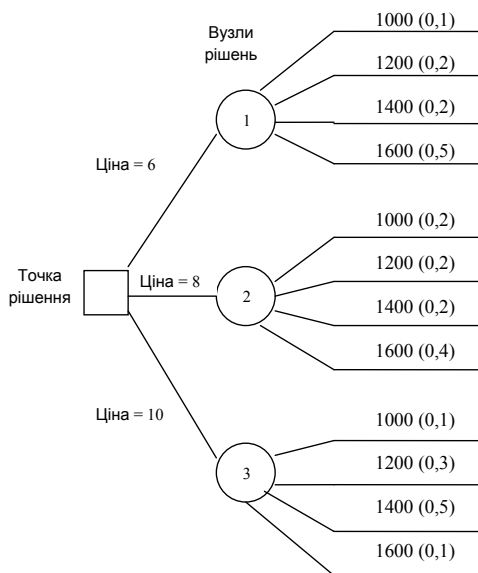 Вузли
рішень
1000 (0,1)
1200 (0,2)
1400 (0,2)
1600 (0,5)
1
Ціна = 6
1000 (0,2)
1200 (0,2)
1400 (0,2)
1600 (0,4)
Точка
рішення
Ціна = 8
2
Ціна = 10
1000 (0,1)
1200 (0,3)
1400 (0,5)
1600 (0,1)
3